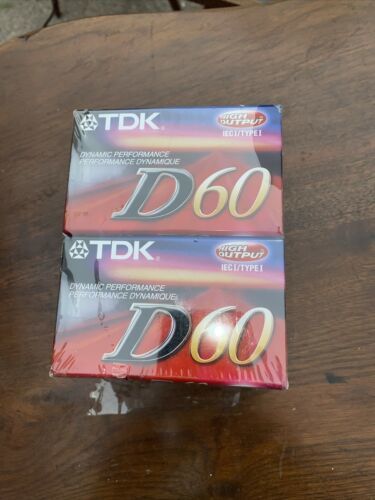 TDK
HIGH
OUTPUT
IEC I/TYPE I
DYNAMIC PERFORMANCE
PERFORMANCE DYNAMIQUE
D60
TDK
HIGH
OUTPUT
IEC I/TYPE I
DYNAMIC PERFORMANCE
PERFORMANCE DYNAMIQUE
D60